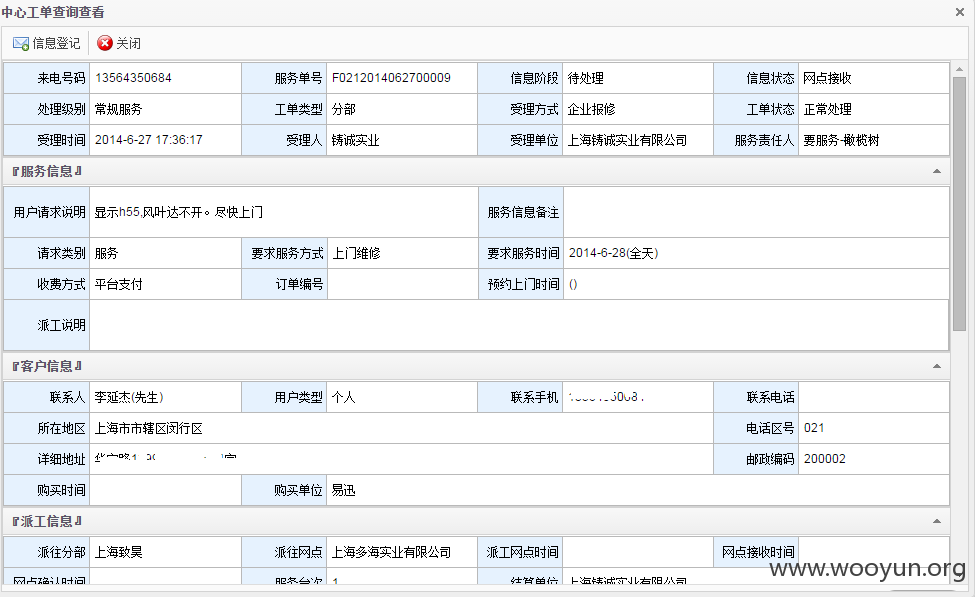 中心工单查询查看
信息登记 关闭
来电号码 13564350684 服务单号 F0212014062700009 信息阶段 待处理 信息状态 网点接收
处理级别 常规服务 工单类型 分部 受理方式 企业报修 工单状态 正常处理
受理时间 2014-6-27 17:36:17 受理人 铸诚实业 受理单位 上海铸诚实业有限公司 服务责任人 要服务-橄榄树
『服务信息』
用户请求说明 显示h55,风叶达不开。尽快上门 服务信息备注
请求类别 服务 要求服务方式 上门维修 要求服务时间 2014-6-28(全天)
收费方式 平台支付 订单编号 预约上门时间 ()
派工说明
『客户信息』
联系人 李延杰(先生) 用户类型 个人 联系手机 联系电话
所在地区 上海市市辖区闵行区 电话区号 021
详细地址 邮政编码 200002
购买时间 购买单位 易迅
『派工信息』
派往分部 上海致昊 派往网点 上海多海实业有限公司 派工网点时间 网点接收时间
网点确认时间 服务台次 1 结算单位 上海铸诚实业有限公司
www.wooyun.org